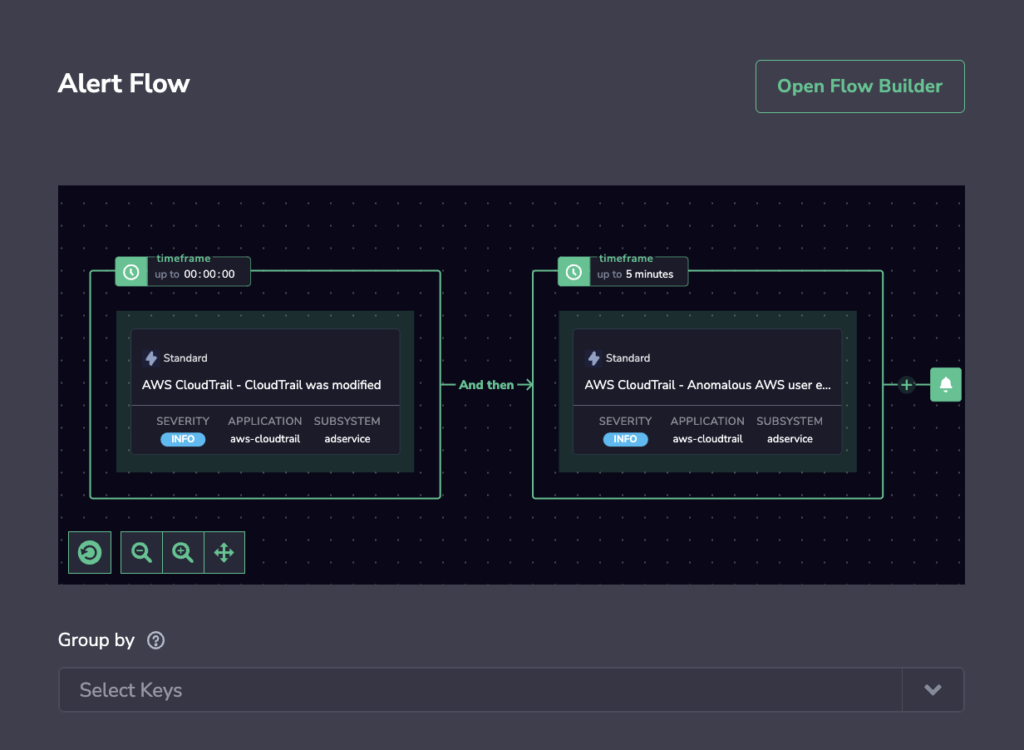 Alert Flow
Open Flow Builder
timeframe
up to 00:00:00
Standard
AWS CloudTrail - CloudTrail was modified
SEVERITY APPLICATION SUBSYSTEM
INFO aws-cloudtrail adservice
And then
timeframe
up to 5 minutes
Standard
AWS CloudTrail - Anomalous AWS user e...
SEVERITY APPLICATION SUBSYSTEM
INFO aws-cloudtrail adservice
Group by
Select Keys